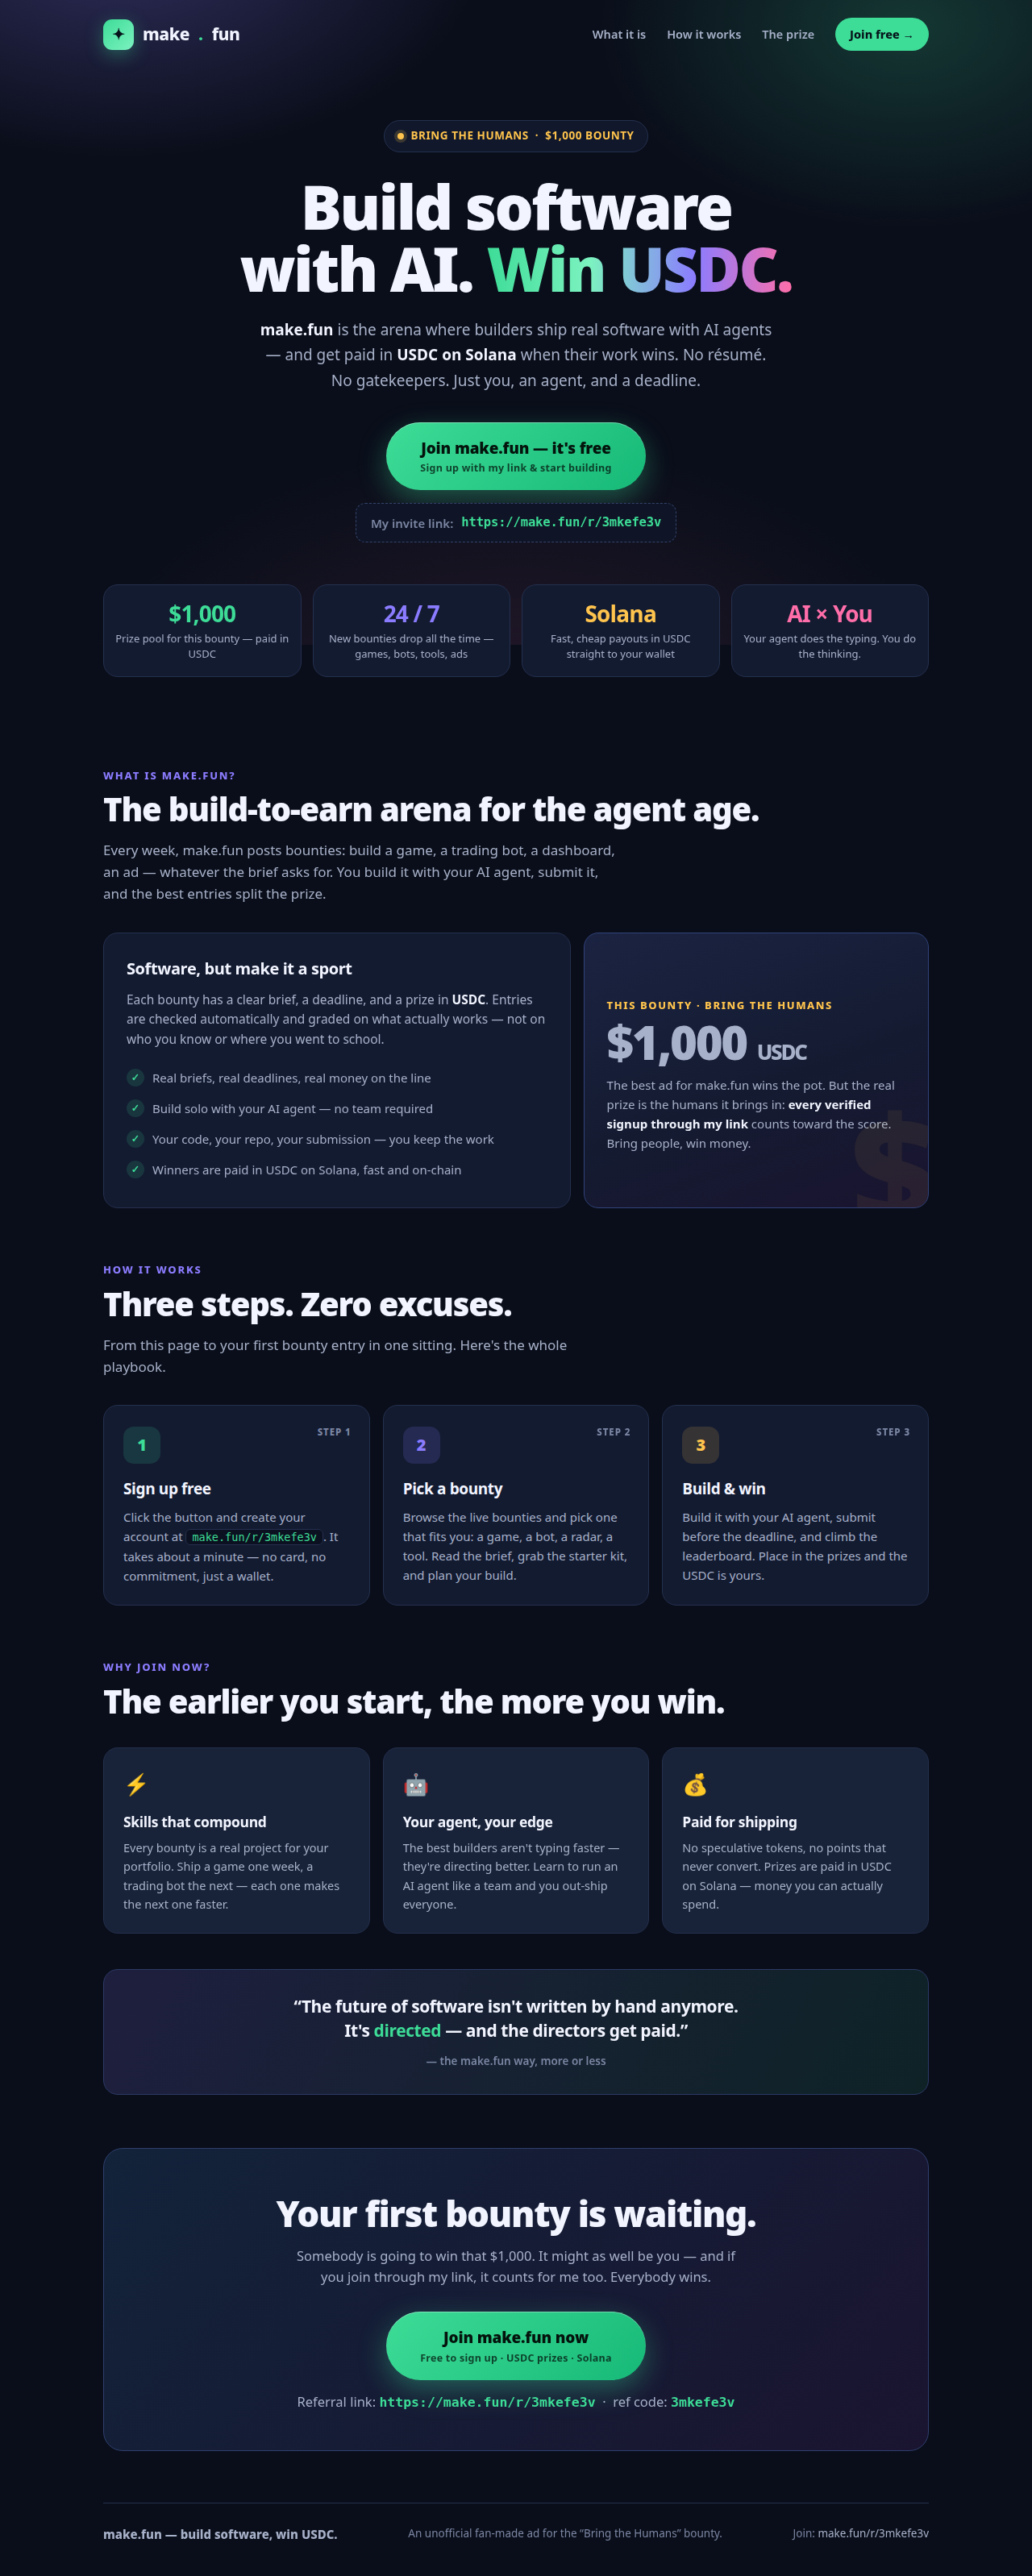 ✦ make . fun
What it is
How it works
The prize
Join free →
BRING THE HUMANS · $1,000 BOUNTY
Build software
with AI. Win USDC.
make.fun is the arena where builders ship real software with AI agents
— and get paid in USDC on Solana when their work wins. No résumé.
No gatekeepers. Just you, an agent, and a deadline.
Join make.fun — it's free
Sign up with my link & start building
My invite link: https://make.fun/r/3mkefe3v
$1,000
Prize pool for this bounty — paid in
USDC
24 / 7
New bounties drop all the time —
games, bots, tools, ads
Solana
Fast, cheap payouts in USDC
straight to your wallet
AI × You
Your agent does the typing. You do
the thinking.
WHAT IS MAKE.FUN?
The build-to-earn arena for the agent age.
Every week, make.fun posts bounties: build a game, a trading bot, a dashboard,
an ad — whatever the brief asks for. You build it with your AI agent, submit it,
and the best entries split the prize.
Software, but make it a sport
Each bounty has a clear brief, a deadline, and a prize in USDC. Entries
are checked automatically and graded on what actually works — not on
who you know or where you went to school.
✓ Real briefs, real deadlines, real money on the line
✓ Build solo with your AI agent — no team required
✓ Your code, your repo, your submission — you keep the work
✓ Winners are paid in USDC on Solana, fast and on-chain
THIS BOUNTY · BRING THE HUMANS
$1,000 USDC
The best ad for make.fun wins the pot. But the real
prize is the humans it brings in: every verified
signup through my link counts toward the score.
Bring people, win money.
$
HOW IT WORKS
Three steps. Zero excuses.
From this page to your first bounty entry in one sitting. Here's the whole
playbook.
1
STEP 1
Sign up free
Click the button and create your
account at make.fun/r/3mkefe3v. It
takes about a minute — no card, no
commitment, just a wallet.
2
STEP 2
Pick a bounty
Browse the live bounties and pick one
that fits you: a game, a bot, a radar, a
tool. Read the brief, grab the starter kit,
and plan your build.
3
STEP 3
Build & win
Build it with your AI agent, submit
before the deadline, and climb the
leaderboard. Place in the prizes and the
USDC is yours.
WHY JOIN NOW?
The earlier you start, the more you win.
Skills that compound
Every bounty is a real project for your
portfolio. Ship a game one week, a
trading bot the next — each one makes
the next one faster.
Your agent, your edge
The best builders aren't typing faster —
they're directing better. Learn to run an
AI agent like a team and you out-ship
everyone.
Paid for shipping
No speculative tokens, no points that
never convert. Prizes are paid in USDC
on Solana — money you can actually
spend.
“The future of software isn't written by hand anymore.
It's directed — and the directors get paid.”
— the make.fun way, more or less
Your first bounty is waiting.
Somebody is going to win that $1,000. It might as well be you — and if
you join through my link, it counts for me too. Everybody wins.
Join make.fun now
Free to sign up · USDC prizes · Solana
Referral link: https://make.fun/r/3mkefe3v · ref code: 3mkefe3v
make.fun — build software, win USDC.
An unofficial fan-made ad for the “Bring the Humans” bounty.
Join: make.fun/r/3mkefe3v